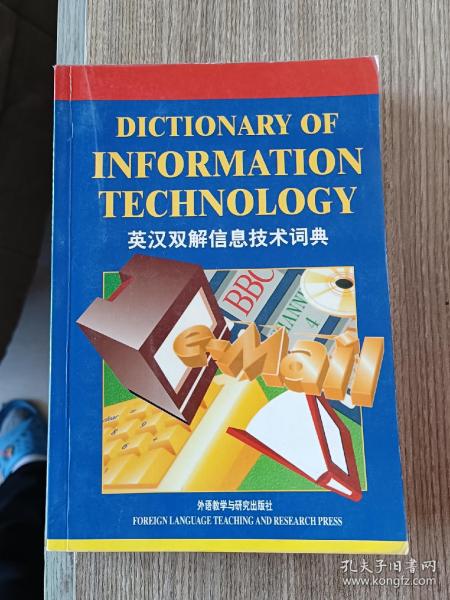 DICTIONARY OF
INFORMATION
TECHNOLOGY
英汉双解信息技术词典
BBC
CHANNEL
4
e-Mail
外语教学与研究出版社
FOREIGN LANGUAGE TEACHING AND RESEARCH PRESS
孔夫子旧书网
www.kongfz.com